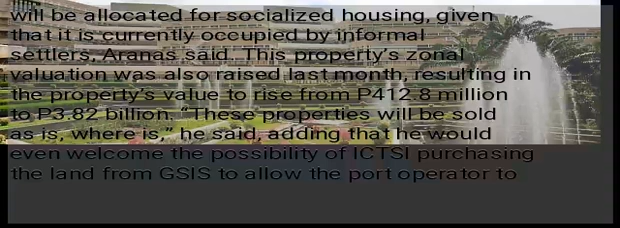 will be allocated for socialized housing, given
that it is currently occupied by informal
settlers, Aranas said. This property's zonal
valuation was also raised last month, resulting in
the property's value to rise from P412.8 million
to P3.82 billion. “These properties will be sold
as is, where is,” he said, adding that he would
even welcome the possibility of ICTSI purchasing
the land from GSIS to allow the port operator to